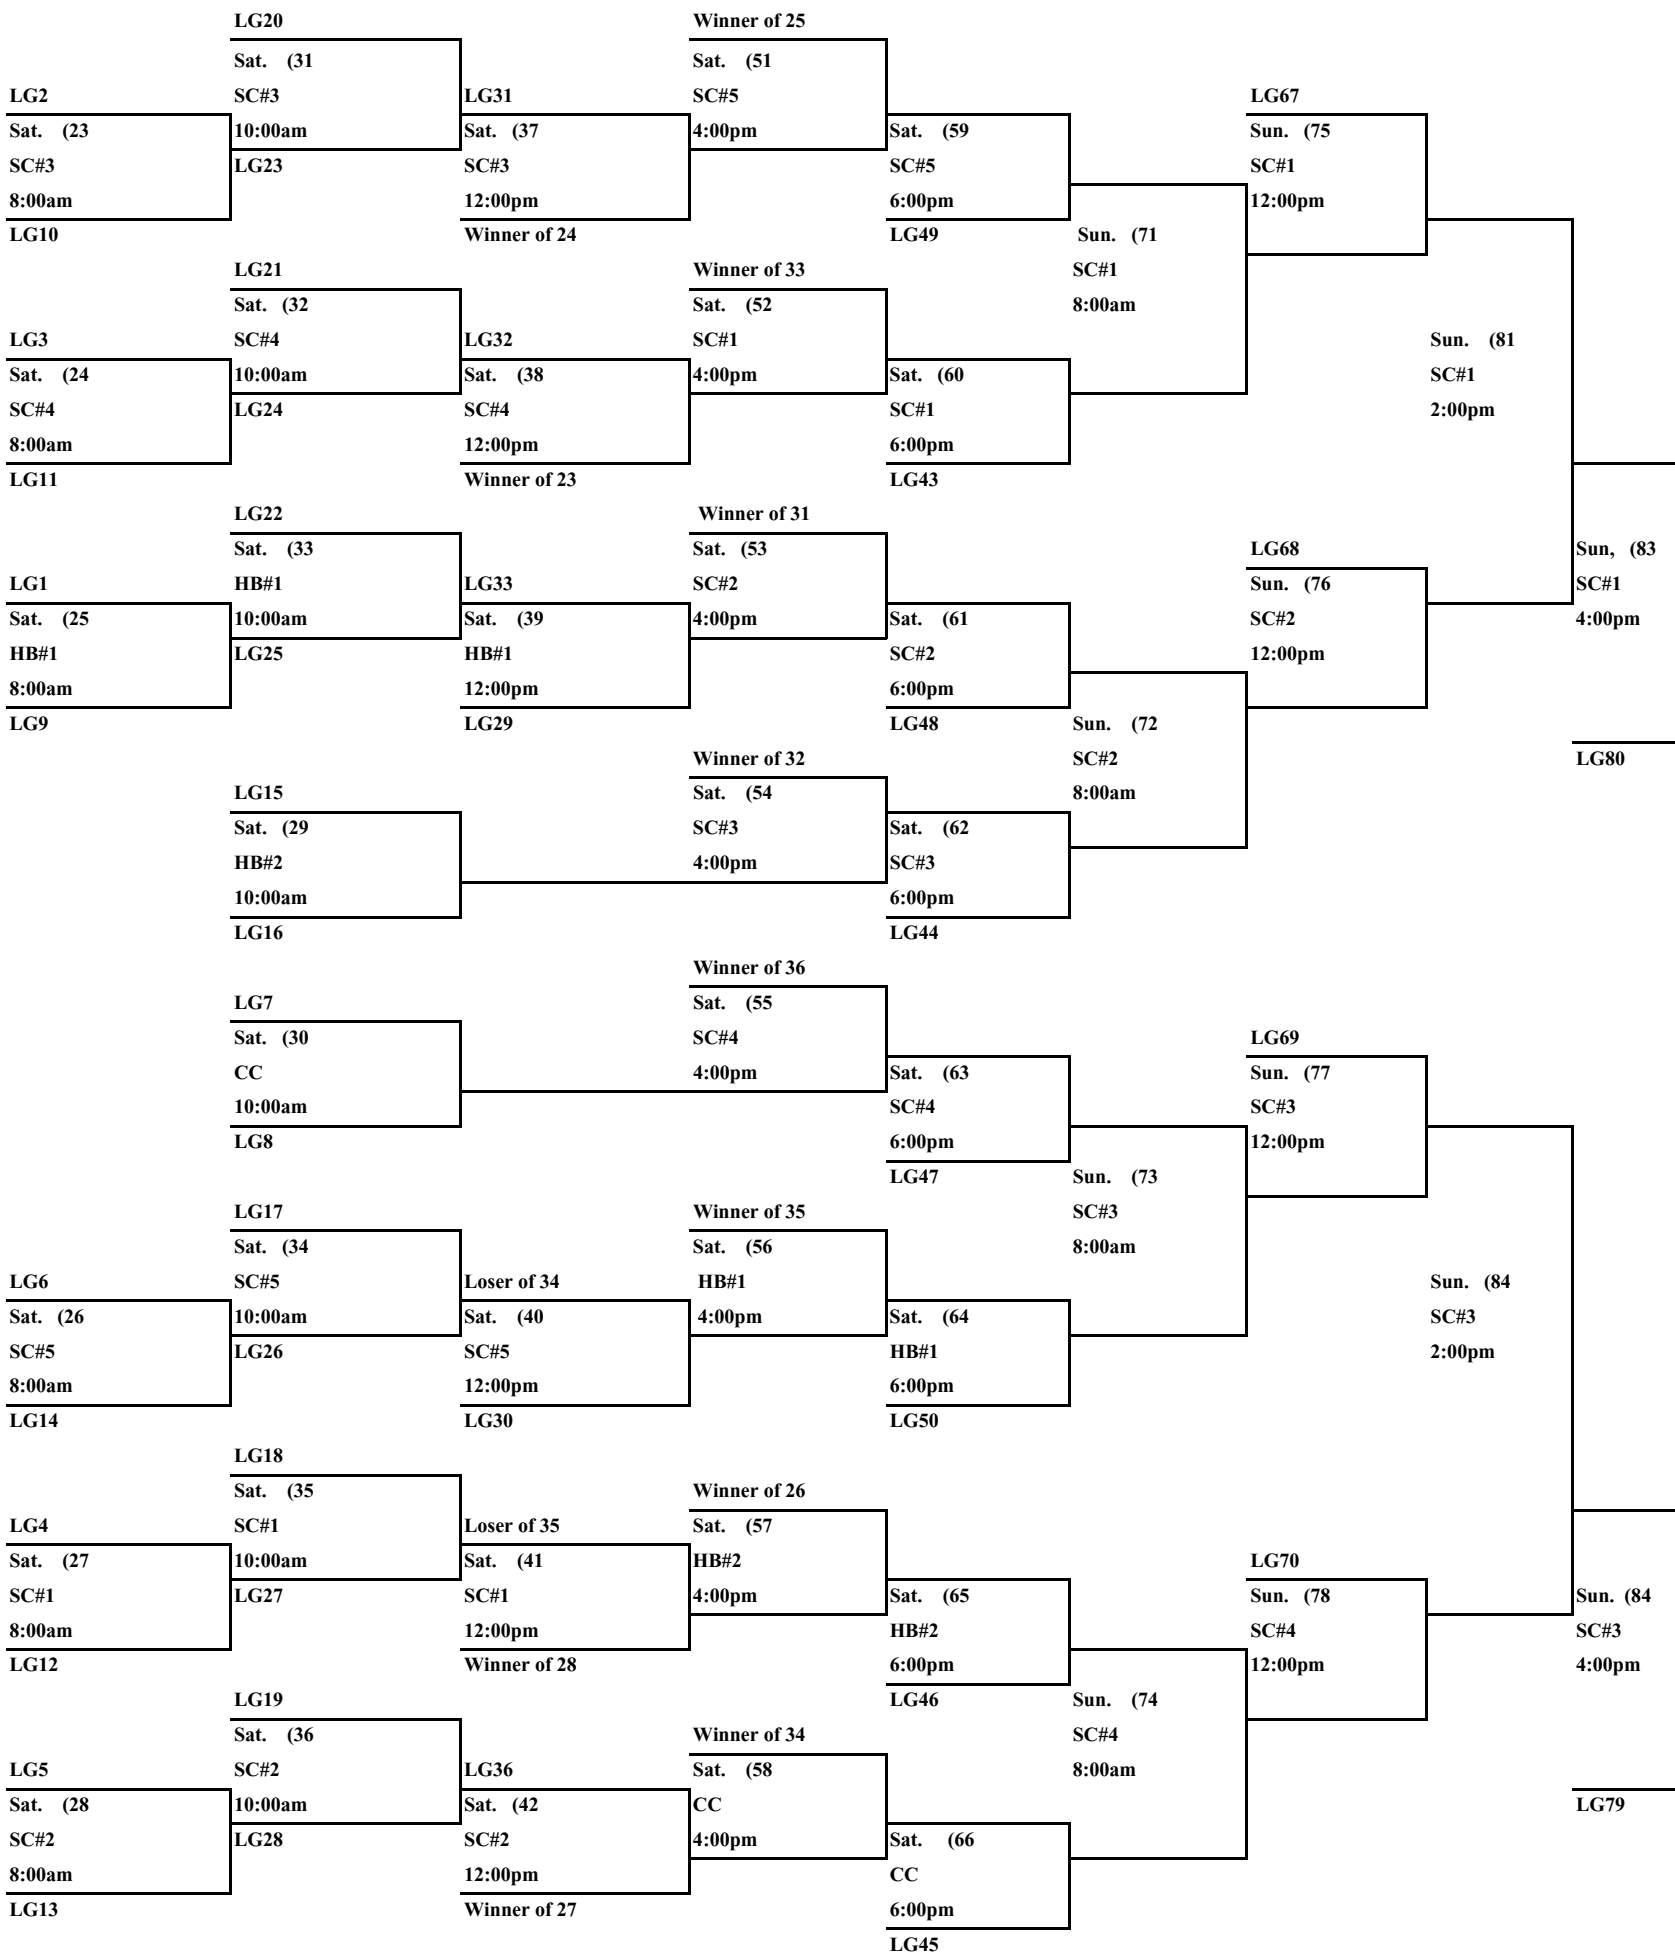 LG20
Winner of 25
Sat. (31
Sat. (51
LG2
SC#3
LG31
SC#5
LG67
Sat. (23
10:00am
Sat. (37
4:00pm
Sat. (59
Sun. (75
SC#3
LG23
SC#3
SC#5
SC#1
8:00am
12:00pm
6:00pm
12:00pm
LG10
Winner of 24
LG49
Sun. (71
LG21
Winner of 33
SC#1
Sat. (32
Sat. (52
8:00am
LG3
SC#4
LG32
SC#1
Sun. (81
Sat. (24
10:00am
Sat. (38
4:00pm
Sat. (60
SC#1
SC#4
LG24
SC#4
SC#1
2:00pm
8:00am
12:00pm
6:00pm
LG11
Winner of 23
LG43
LG22
Winner of 31
Sat. (33
Sat. (53
LG68
Sun, (83
LG1
HB#1
LG33
SC#2
Sun. (76
SC#1
Sat. (25
10:00am
Sat. (39
4:00pm
Sat. (61
SC#2
4:00pm
HB#1
LG25
HB#1
SC#2
12:00pm
8:00am
12:00pm
6:00pm
LG9
LG29
LG48
Sun. (72
Winner of 32
SC#2
LG80
LG15
Sat. (54
8:00am
Sat. (29
SC#3
Sat. (62
HB#2
4:00pm
SC#3
10:00am
6:00pm
LG16
LG44
Winner of 36
LG7
Sat. (55
Sat. (30
SC#4
LG69
CC
4:00pm
Sat. (63
Sun. (77
10:00am
SC#4
SC#3
LG8
6:00pm
12:00pm
LG47
Sun. (73
LG17
Winner of 35
SC#3
Sat. (34
Sat. (56
8:00am
LG6
SC#5
Loser of 34
HB#1
Sun. (84
Sat. (26
10:00am
Sat. (40
4:00pm
Sat. (64
SC#3
SC#5
LG26
SC#5
HB#1
2:00pm
8:00am
12:00pm
6:00pm
LG14
LG30
LG50
LG18
Sat. (35
Winner of 26
LG4
SC#1
Loser of 35
Sat. (57
Sat. (27
10:00am
Sat. (41
HB#2
LG70
SC#1
LG27
SC#1
4:00pm
Sat. (65
Sun. (78
Sun. (84
8:00am
12:00pm
HB#2
SC#4
SC#3
LG12
Winner of 28
6:00pm
12:00pm
4:00pm
LG19
LG46
Sun. (74
Sat. (36
Winner of 34
SC#4
LG5
SC#2
LG36
Sat. (58
8:00am
Sat. (28
10:00am
Sat. (42
CC
LG79
SC#2
LG28
SC#2
4:00pm
Sat. (66
8:00am
12:00pm
CC
LG13
Winner of 27
6:00pm
LG45